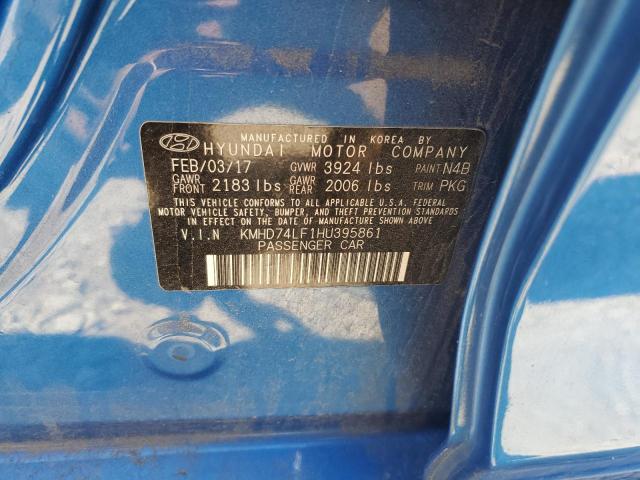 MANUFACTURED IN KOREA BY
HYUNDAI MOTOR COMPANY
FEB/03/17 GVWR 3924 lbs PAINT N4B
GAWR FRONT 2183 lbs GAWR REAR 2006 lbs TRIM PKG
THIS VEHICLE CONFORMS TO ALL APPLICABLE U.S.A. FEDERAL
MOTOR VEHICLE SAFETY, BUMPER, AND THEFT PREVENTION STANDARDS
IN EFFECT ON THE DATE OF MANUFACTURE SHOWN ABOVE
V.I.N KMHD74LF1HU395861
PASSENGER CAR